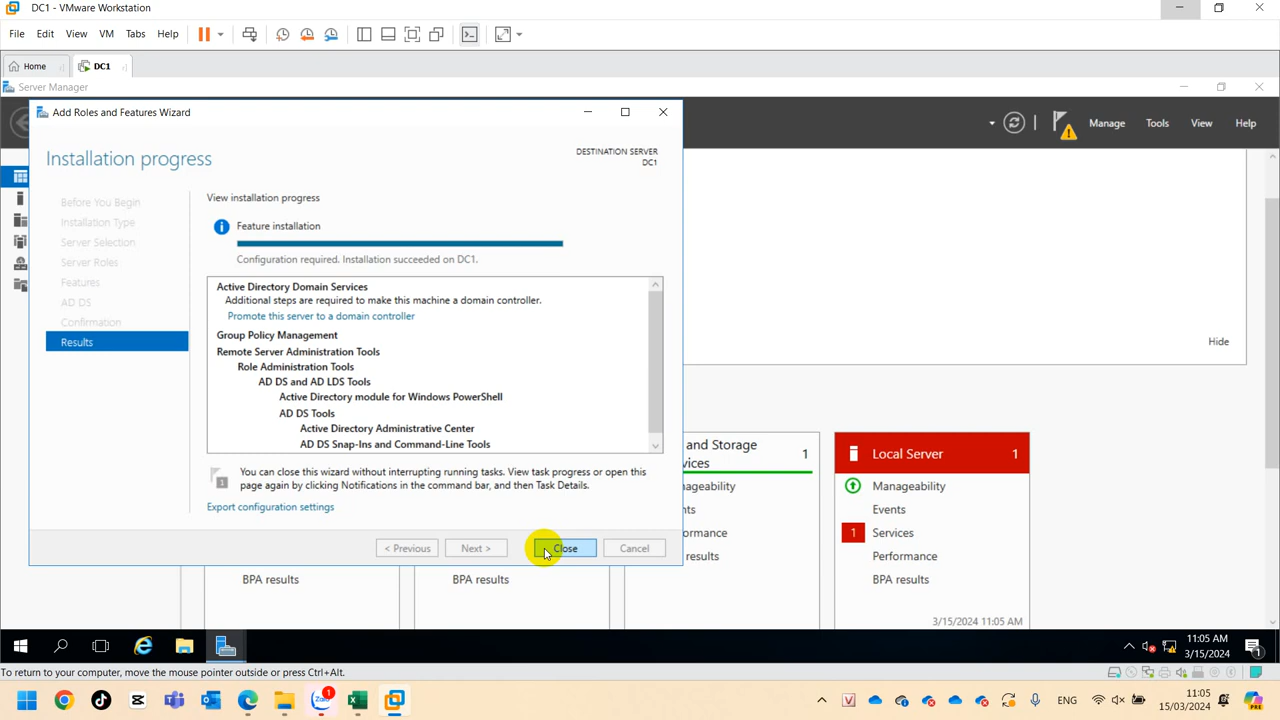 DC1 - VMware Workstation
File Edit View VM Tabs Help
Home DC1
Server Manager
Add Roles and Features Wizard
Manage Tools View Help
Installation progress
DESTINATION SERVER
DC1
Before You Begin
Installation Type
Server Selection
Server Roles
Features
AD DS
Confirmation
Results
View installation progress
Feature installation
Configuration required. Installation succeeded on DC1.
Active Directory Domain Services
Additional steps are required to make this machine a domain controller.
Promote this server to a domain controller
Group Policy Management
Remote Server Administration Tools
Role Administration Tools
AD DS and AD LDS Tools
Active Directory module for Windows PowerShell
AD DS Tools
Active Directory Administrative Center
AD DS Snap-Ins and Command-Line Tools
1
You can close this wizard without interrupting running tasks. View task progress or open this
page again by clicking Notifications in the command bar, and then Task Details.
Export configuration settings
< Previous Next > Close Cancel
Hide
and Storage 1
vices
nageability
nts
ormance
results
Local Server 1
Manageability
Events
1 Services
Performance
BPA results
3/15/2024 11:05 AM
BPA results BPA results
11:05 AM
3/15/2024
1
To return to your computer, move the mouse pointer outside or press Ctrl+Alt.
Zalo 1
ENG
11:05
15/03/2024
PRE